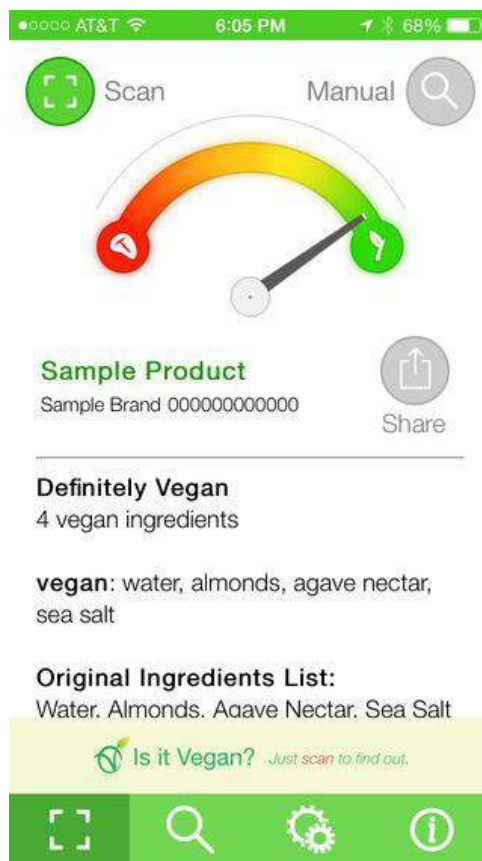 AT&T 6:05 PM 68%
Scan Manual
Sample Product
Sample Brand 000000000000
Share
Definitely Vegan
4 vegan ingredients
vegan: water, almonds, agave nectar,
sea salt
Original Ingredients List:
Water, Almonds, Agave Nectar, Sea Salt
Is it Vegan? Just scan to find out.